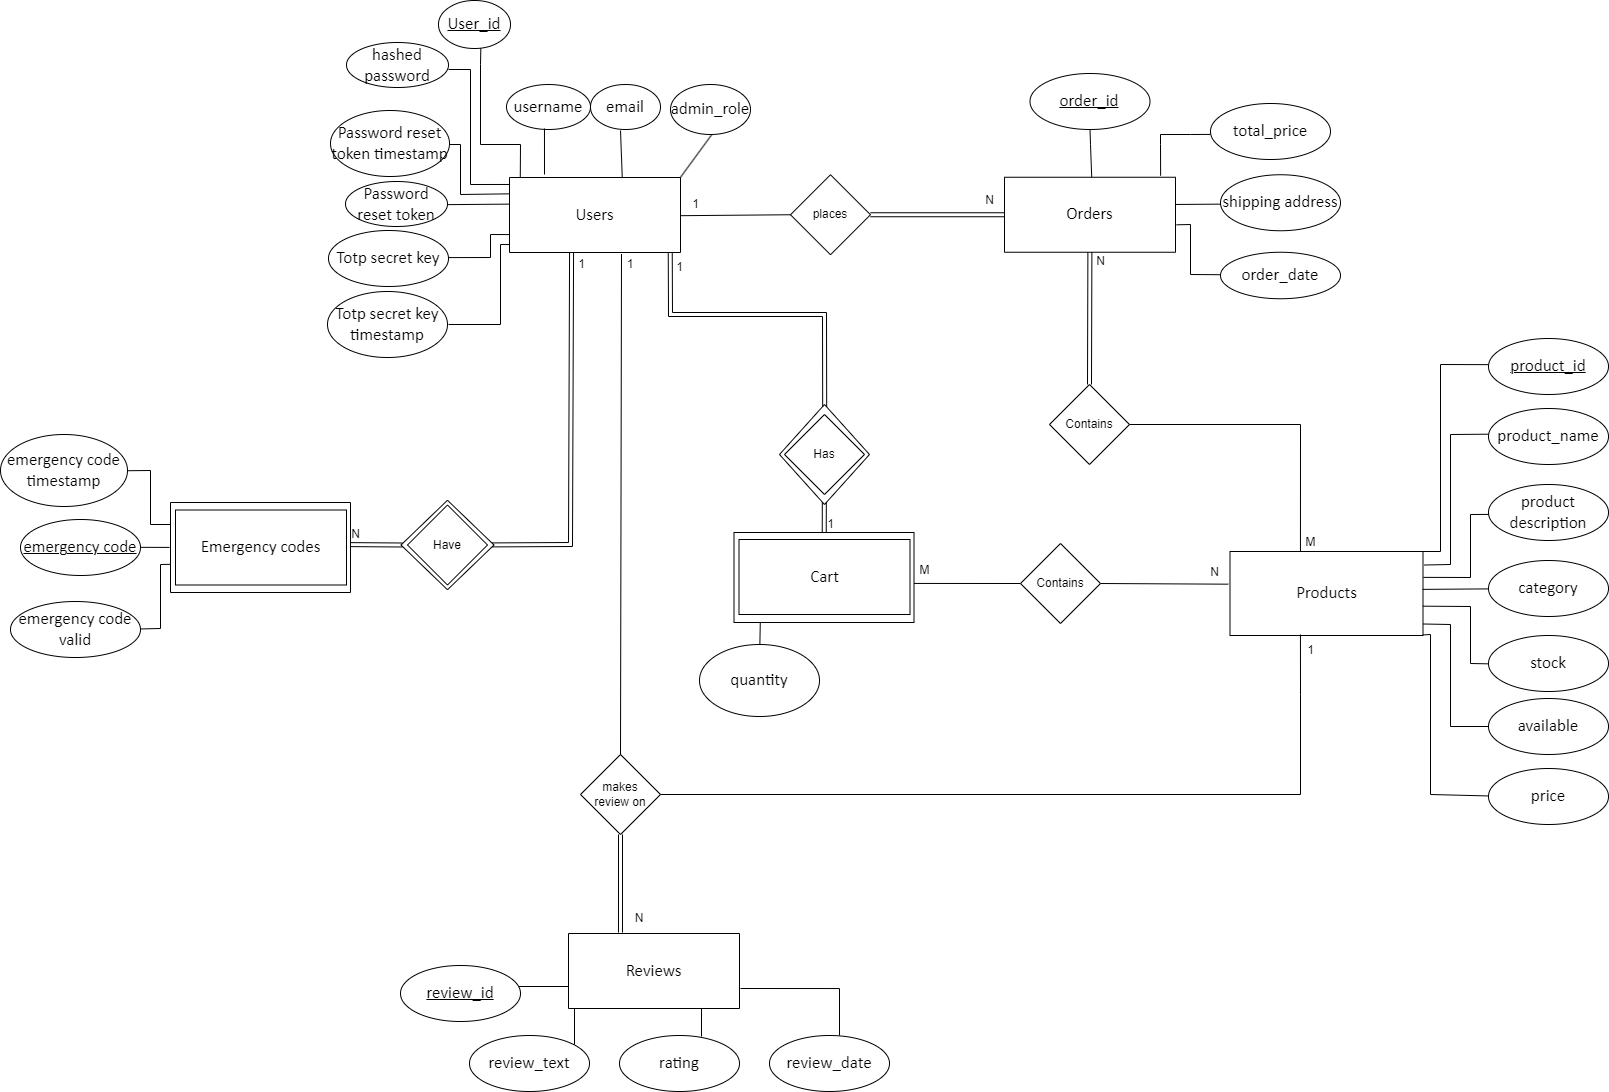 User_id
hashed
password
username
email
admin_role
order_id
total_price
Password reset
token timestamp
Password
reset token
Users
1
places
N
Orders
shipping address
order_date
Totp secret key
Totp secret key
timestamp
1
1
1
N
product_id
product_name
product
description
category
stock
available
price
Contains
M
Has
1
emergency code
timestamp
emergency code
emergency code
valid
Emergency codes
N
Have
Cart
M
Contains
N
Products
1
quantity
makes
review on
N
Reviews
review_id
review_text
rating
review_date